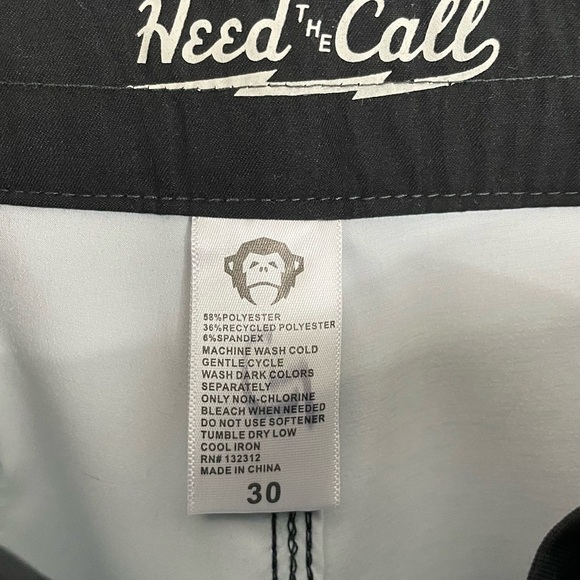 Heed THE Call
58%POLYESTER
36%RECYCLED POLYESTER
6%SPANDEX
MACHINE WASH COLD
GENTLE CYCLE
WASH DARK COLORS
SEPARATELY
ONLY NON-CHLORINE
BLEACH WHEN NEEDED
DO NOT USE SOFTENER
TUMBLE DRY LOW
COOL IRON
RN# 132312
MADE IN CHINA
30